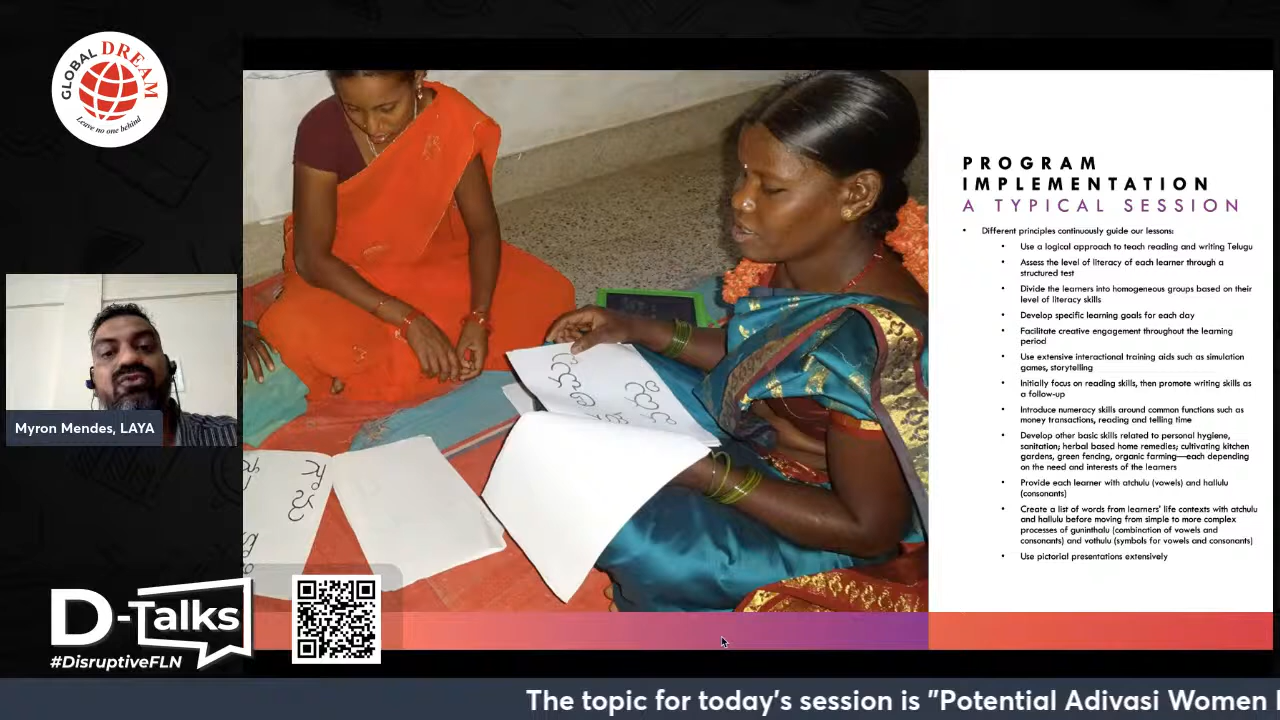 GLOBAL DREAM
Leave no one behind
PROGRAM
IMPLEMENTATION
A TYPICAL SESSION
• Different principles continuously guide our lessons:
• Use a logical approach to teach reading and writing Telugu
• Assess the level of literacy of each learner through a
structured test
• Divide the learners into homogeneous groups based on their
level of literacy skills
• Develop specific learning goals for each day
• Facilitate creative engagement throughout the learning
period
• Use extensive interactional training aids such as simulation
games, storytelling
• Initially focus on reading skills, then promote writing skills as
a follow-up
• Introduce numeracy skills around common functions such as
money transactions, reading and telling time
• Develop other basic skills related to personal hygiene,
sanitation; herbal based home remedies; cultivating kitchen
gardens, green fencing, organic farming—each depending
on the need and interests of the learners
• Provide each learner with atchulu (vowels) and hallulu
(consonants)
• Create a list of words from learners' life contexts with atchulu
and hallulu before moving from simple to more complex
processes of guninthalu (combination of vowels and
consonants) and vothulu (symbols for vowels and consonants)
• Use pictorial presentations extensively
Myron Mendes, LAYA
D-Talks
#DisruptiveFLN
The topic for today's session is "Potential Adivasi Women